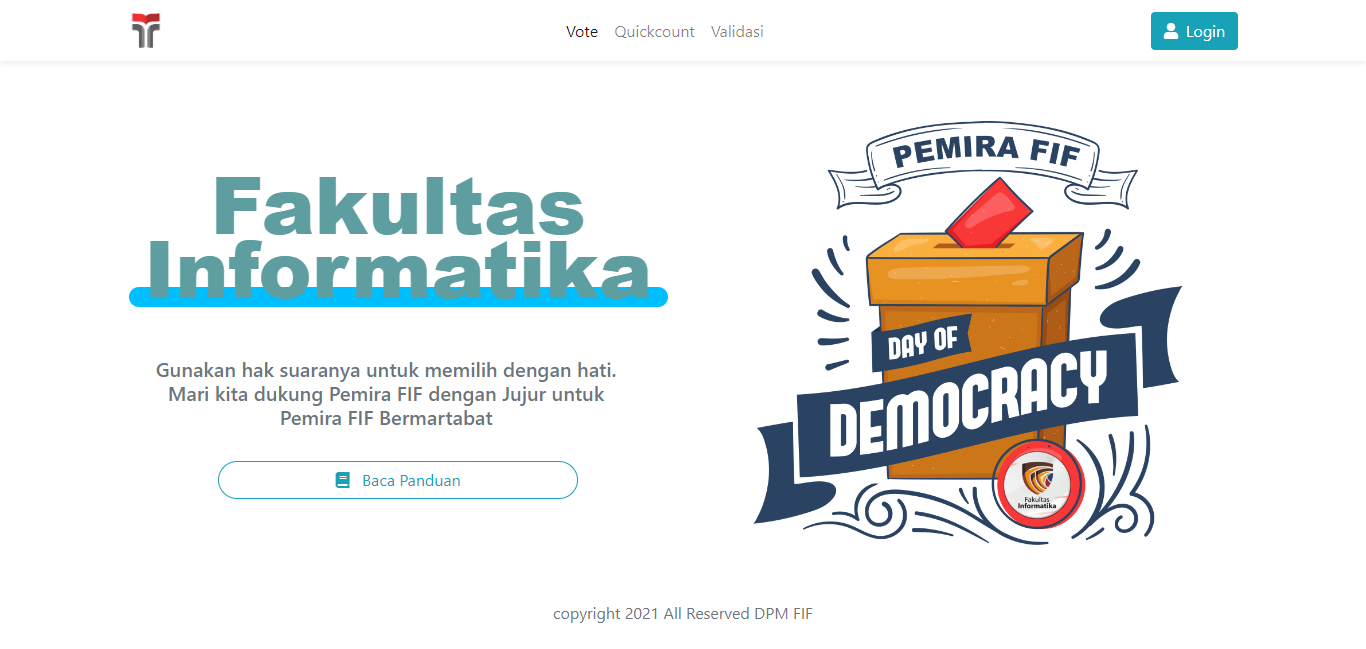 Vote Quickcount Validasi
Login
Fakultas
Informatika
Gunakan hak suaranya untuk memilih dengan hati.
Mari kita dukung Pemira FIF dengan Jujur untuk
Pemira FIF Bermartabat
Baca Panduan
PEMIRA FIF
DAY OF
DEMOCRACY
Fakultas
Informatika
copyright 2021 All Reserved DPM FIF